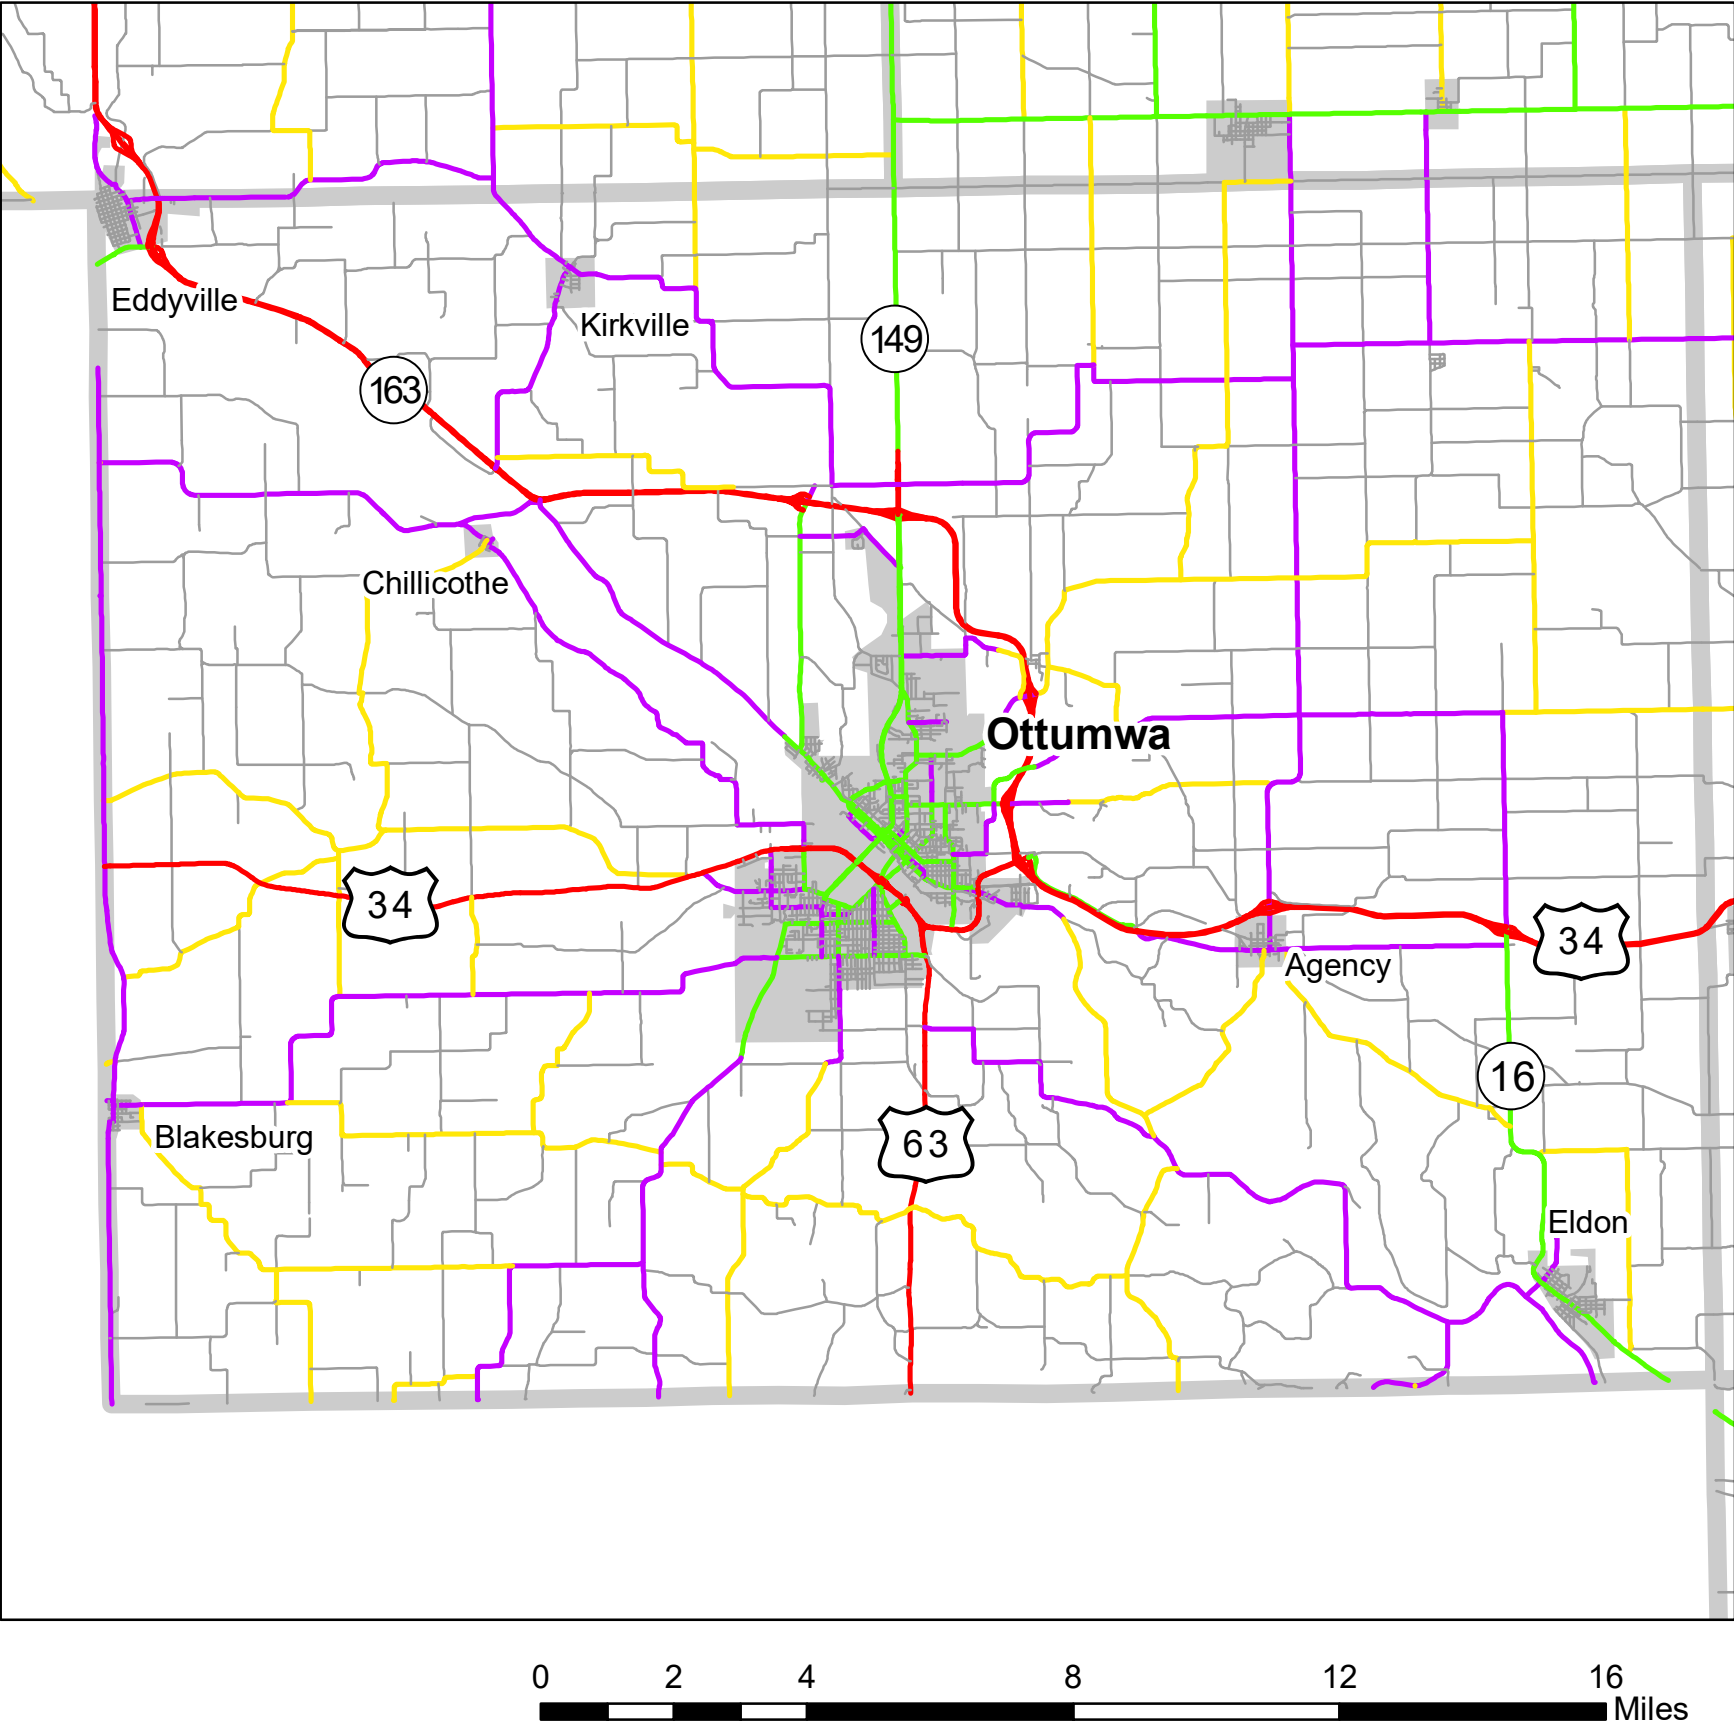 Eddyville
Kirkville
149
163
Chillicothe
Ottumwa
34
34
Agency
16
Blakesburg
63
Eldon
0 2 4 8 12 16
Miles